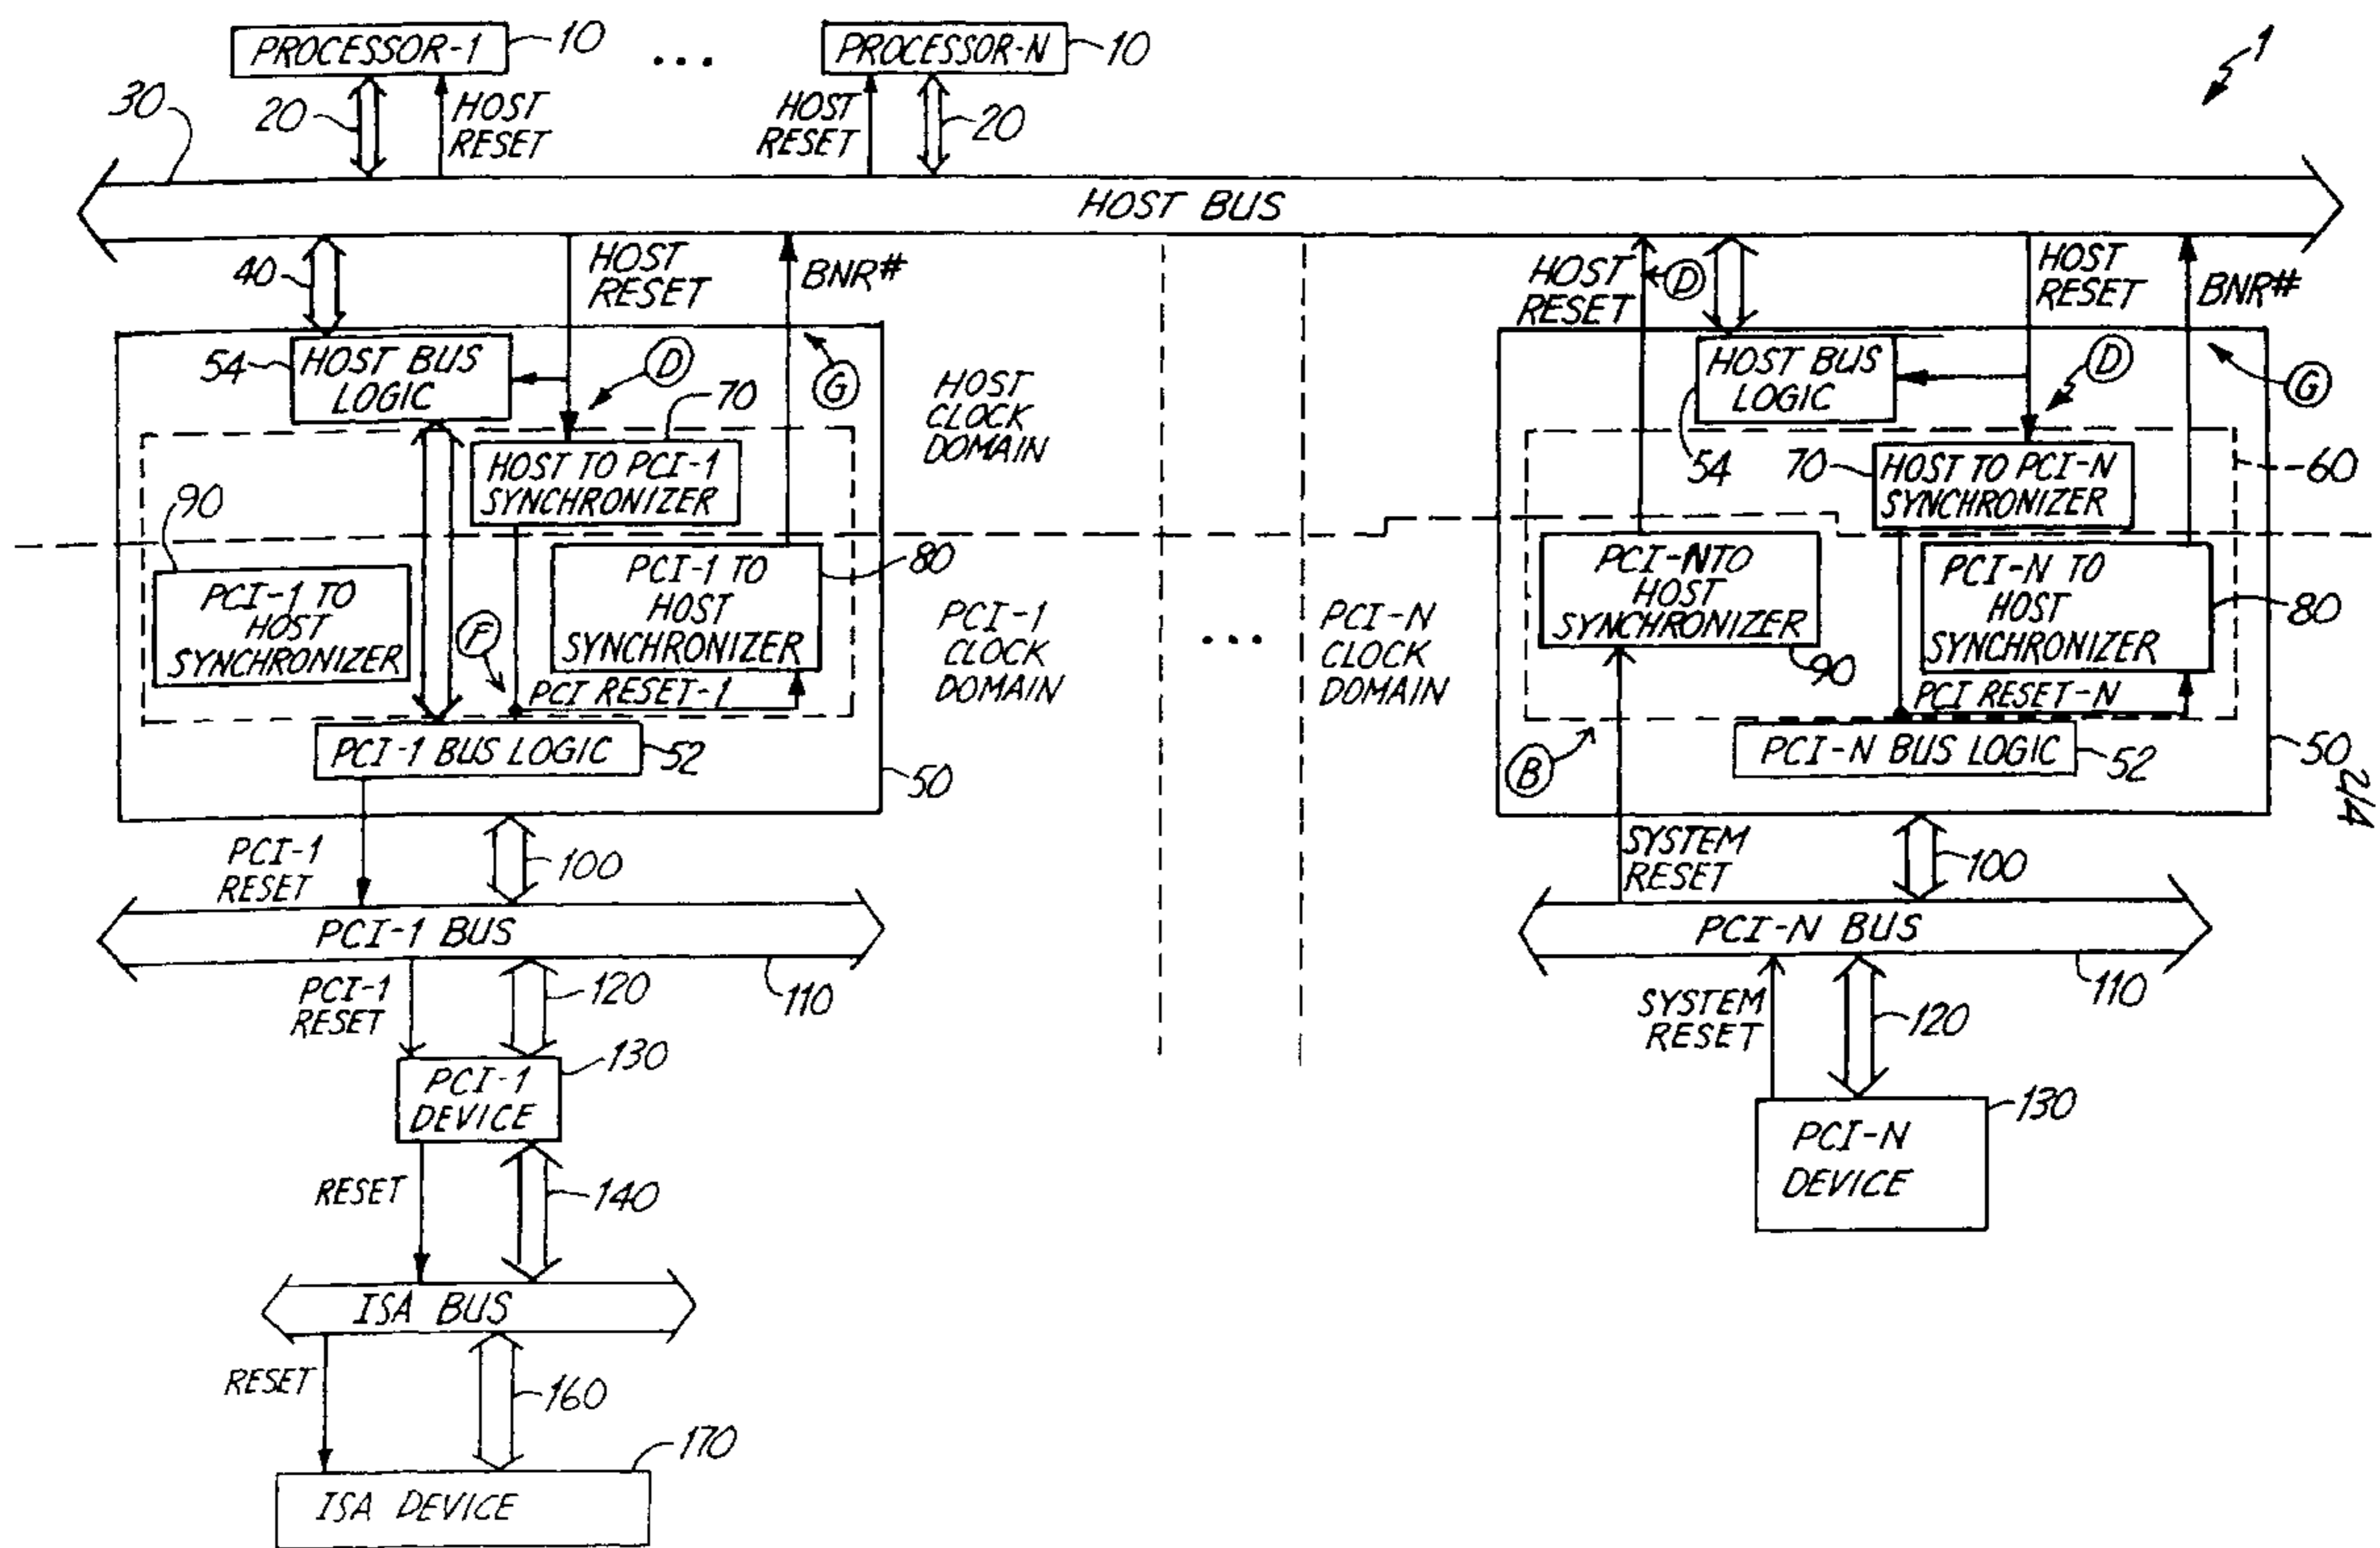 PROCESSOR-1
10
...
PROCESSOR-N
10
1
30
20
HOST
RESET
HOST
RESET
20
HOST BUS
40
HOST
RESET
BNR#
HOST
RESET
D
HOST
RESET
BNR#
54
HOST BUS
LOGIC
D
70
G
HOST
CLOCK
DOMAIN
HOST BUS
LOGIC
54
D
G
90
HOST TO PCI-1
SYNCHRONIZER
70
HOST TO PCI-N
SYNCHRONIZER
60
PCI-1 TO
HOST
SYNCHRONIZER
F
PCI-1 TO
HOST
SYNCHRONIZER
80
PCI-1
CLOCK
DOMAIN
...
PCI-N
CLOCK
DOMAIN
PCI-NTO
HOST
SYNCHRONIZER
90
PCI-N TO
HOST
SYNCHRONIZER
80
PCI RESET-1
PCI RESET-N
PCI-1 BUS LOGIC
52
50
B
PCI-N BUS LOGIC
52
50
2/4
PCI-1
RESET
100
SYSTEM
RESET
100
PCI-1 BUS
PCI-N BUS
PCI-1
RESET
120
110
SYSTEM
RESET
120
110
PCI-1
DEVICE
130
PCI-N
DEVICE
130
RESET
140
ISA BUS
RESET
160
170
ISA DEVICE